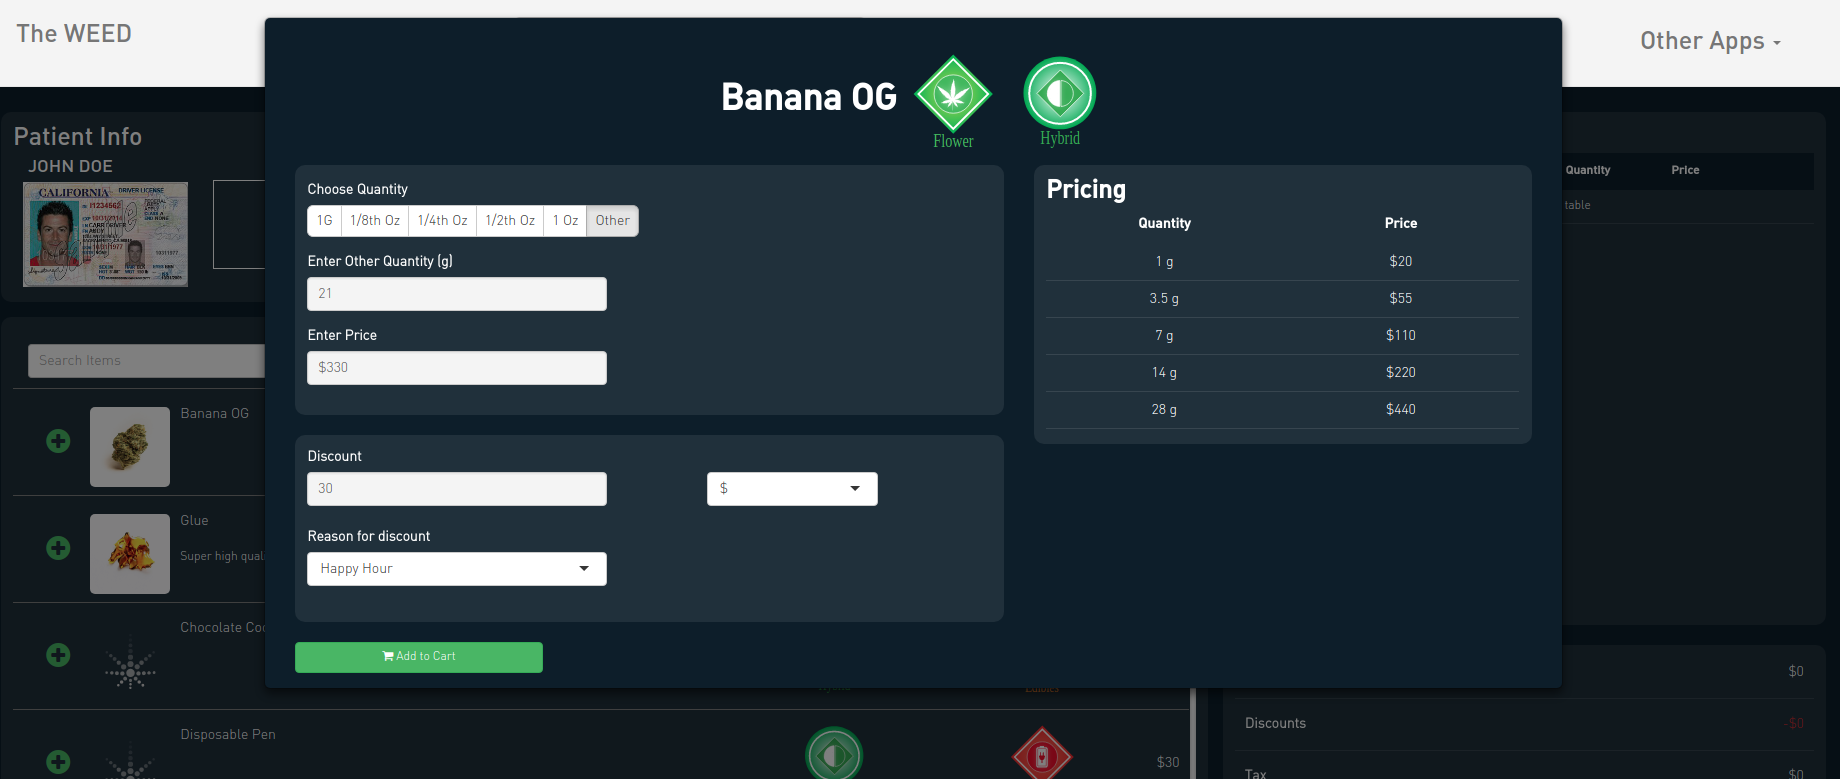 The WEED
Other Apps
Banana OG
Flower
Hybrid
Patient Info
JOHN DOE
CALIFORNIA DRIVER LICENSE
Choose Quantity
1G 1/8th Oz 1/4th Oz 1/2th Oz 1 Oz Other
Enter Other Quantity (g)
21
Enter Price
$330
Pricing
Quantity Price
1 g $20
3.5 g $55
7 g $110
14 g $220
28 g $440
Discount
30
$
Reason for discount
Happy Hour
Add to Cart
Quantity Price
table
Search Items
Banana OG
Glue
Super high qual
Chocolate Coo
Edibles
Disposable Pen
$30
$0
Discounts
-$0
Tax
$0